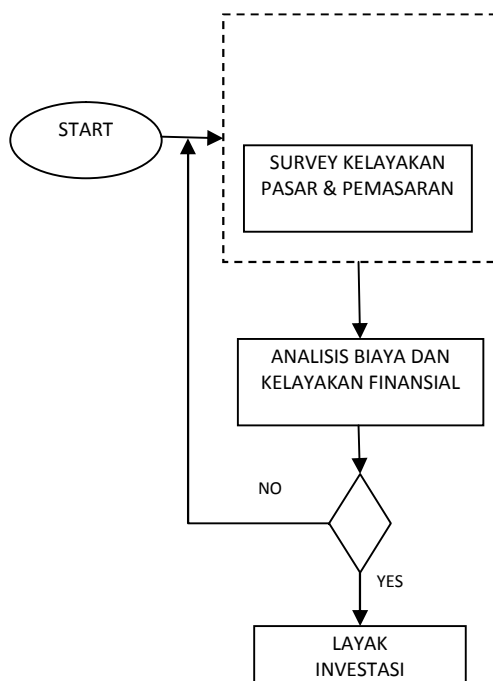 START
SURVEY KELAYAKAN
PASAR & PEMASARAN
ANALISIS BIAYA DAN
KELAYAKAN FINANSIAL
NO
YES
LAYAK
INVESTASI